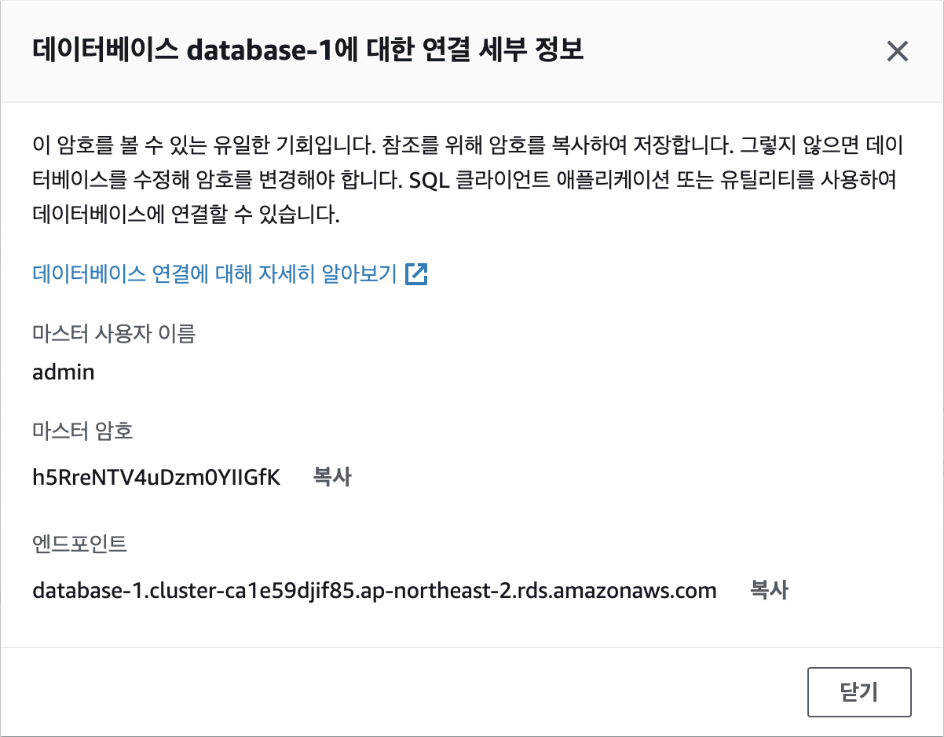 데이터베이스 database-1에 대한 연결 세부 정보
이 암호를 볼 수 있는 유일한 기회입니다. 참조를 위해 암호를 복사하여 저장합니다. 그렇지 않으면 데이
터베이스를 수정해 암호를 변경해야 합니다. SQL 클라이언트 애플리케이션 또는 유틸리티를 사용하여
데이터베이스에 연결할 수 있습니다.
데이터베이스 연결에 대해 자세히 알아보기
마스터 사용자 이름
admin
마스터 암호
h5RreNTV4uDzm0YIIGfK 복사
엔드포인트
database-1.cluster-ca1e59djif85.ap-northeast-2.rds.amazonaws.com 복사
닫기